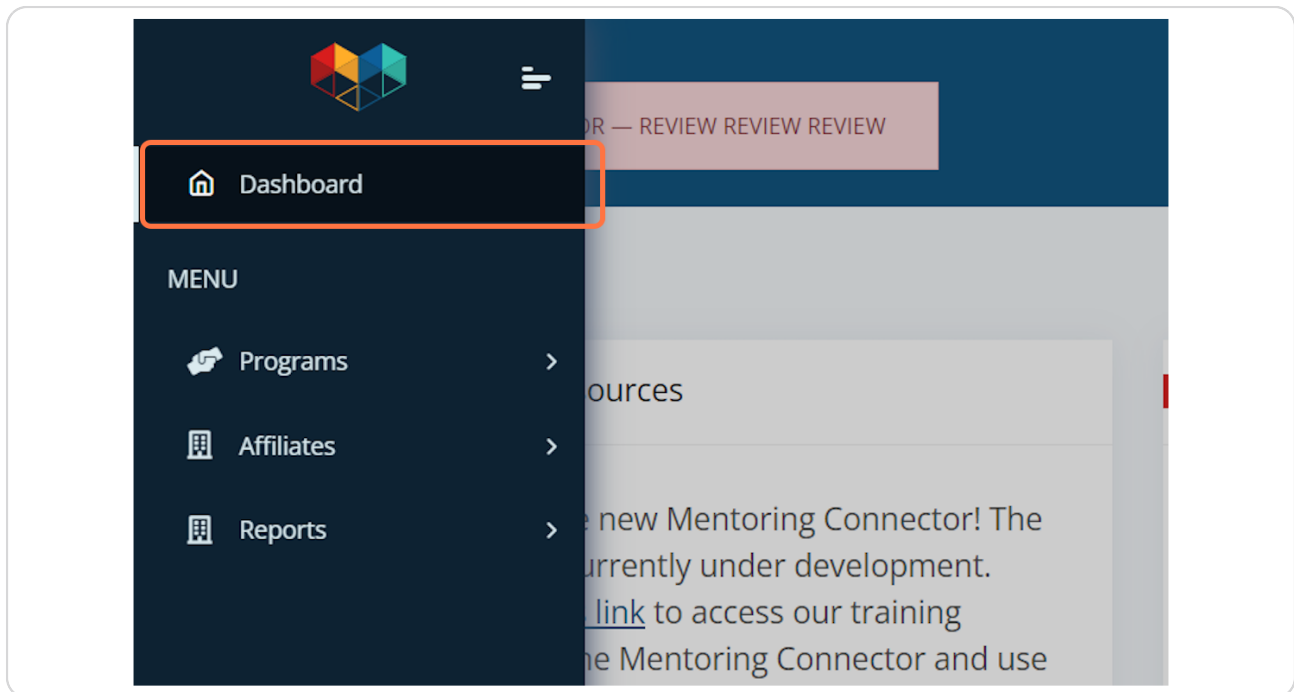 — REVIEW REVIEW REVIEW
Dashboard
MENU
Programs
Affiliates
Reports
ources
new Mentoring Connector! The
urrently under development.
link to access our training
Mentoring Connector and use